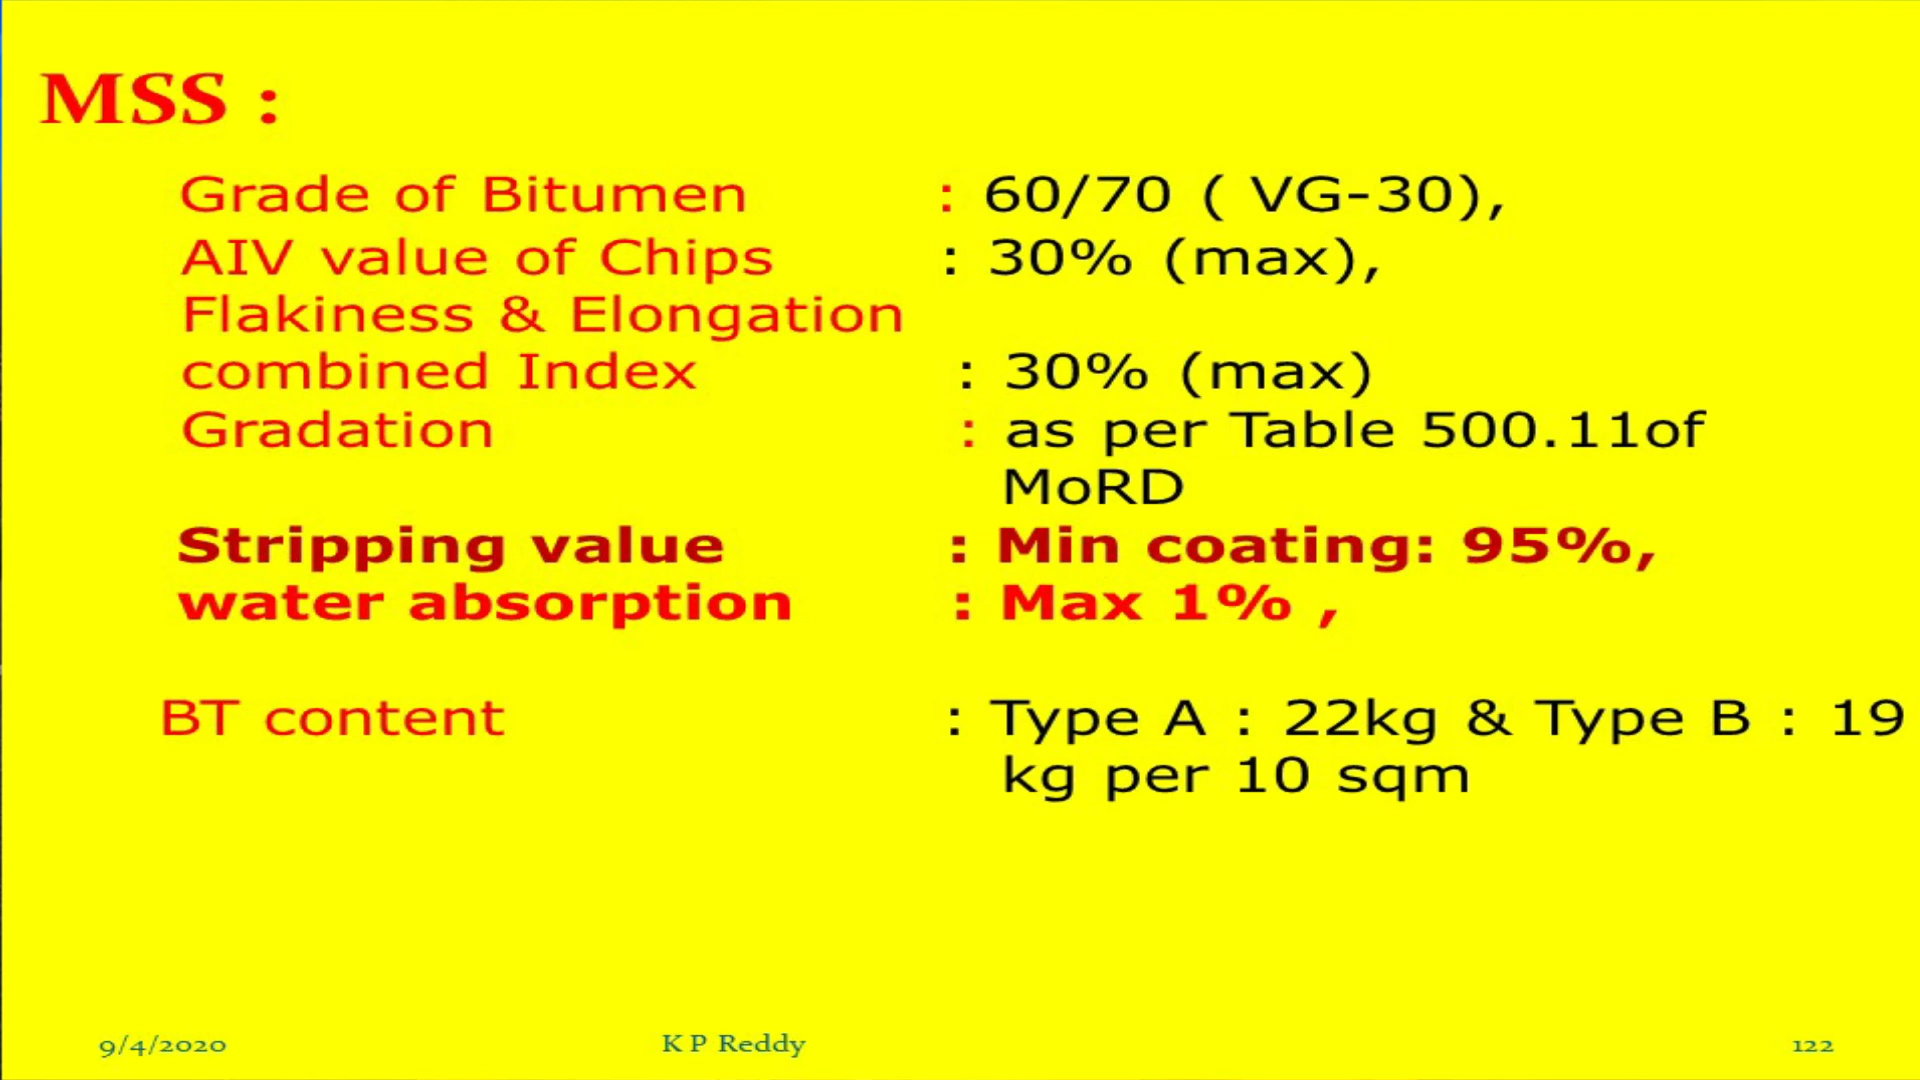 MSS :
Grade of Bitumen : 60/70 ( VG-30),
AIV value of Chips : 30% (max),
Flakiness & Elongation
combined Index : 30% (max)
Gradation : as per Table 500.11of
MoRD
Stripping value : Min coating: 95%,
water absorption : Max 1% ,
BT content : Type A : 22kg & Type B : 19
kg per 10 sqm
9/4/2020 K P Reddy 122